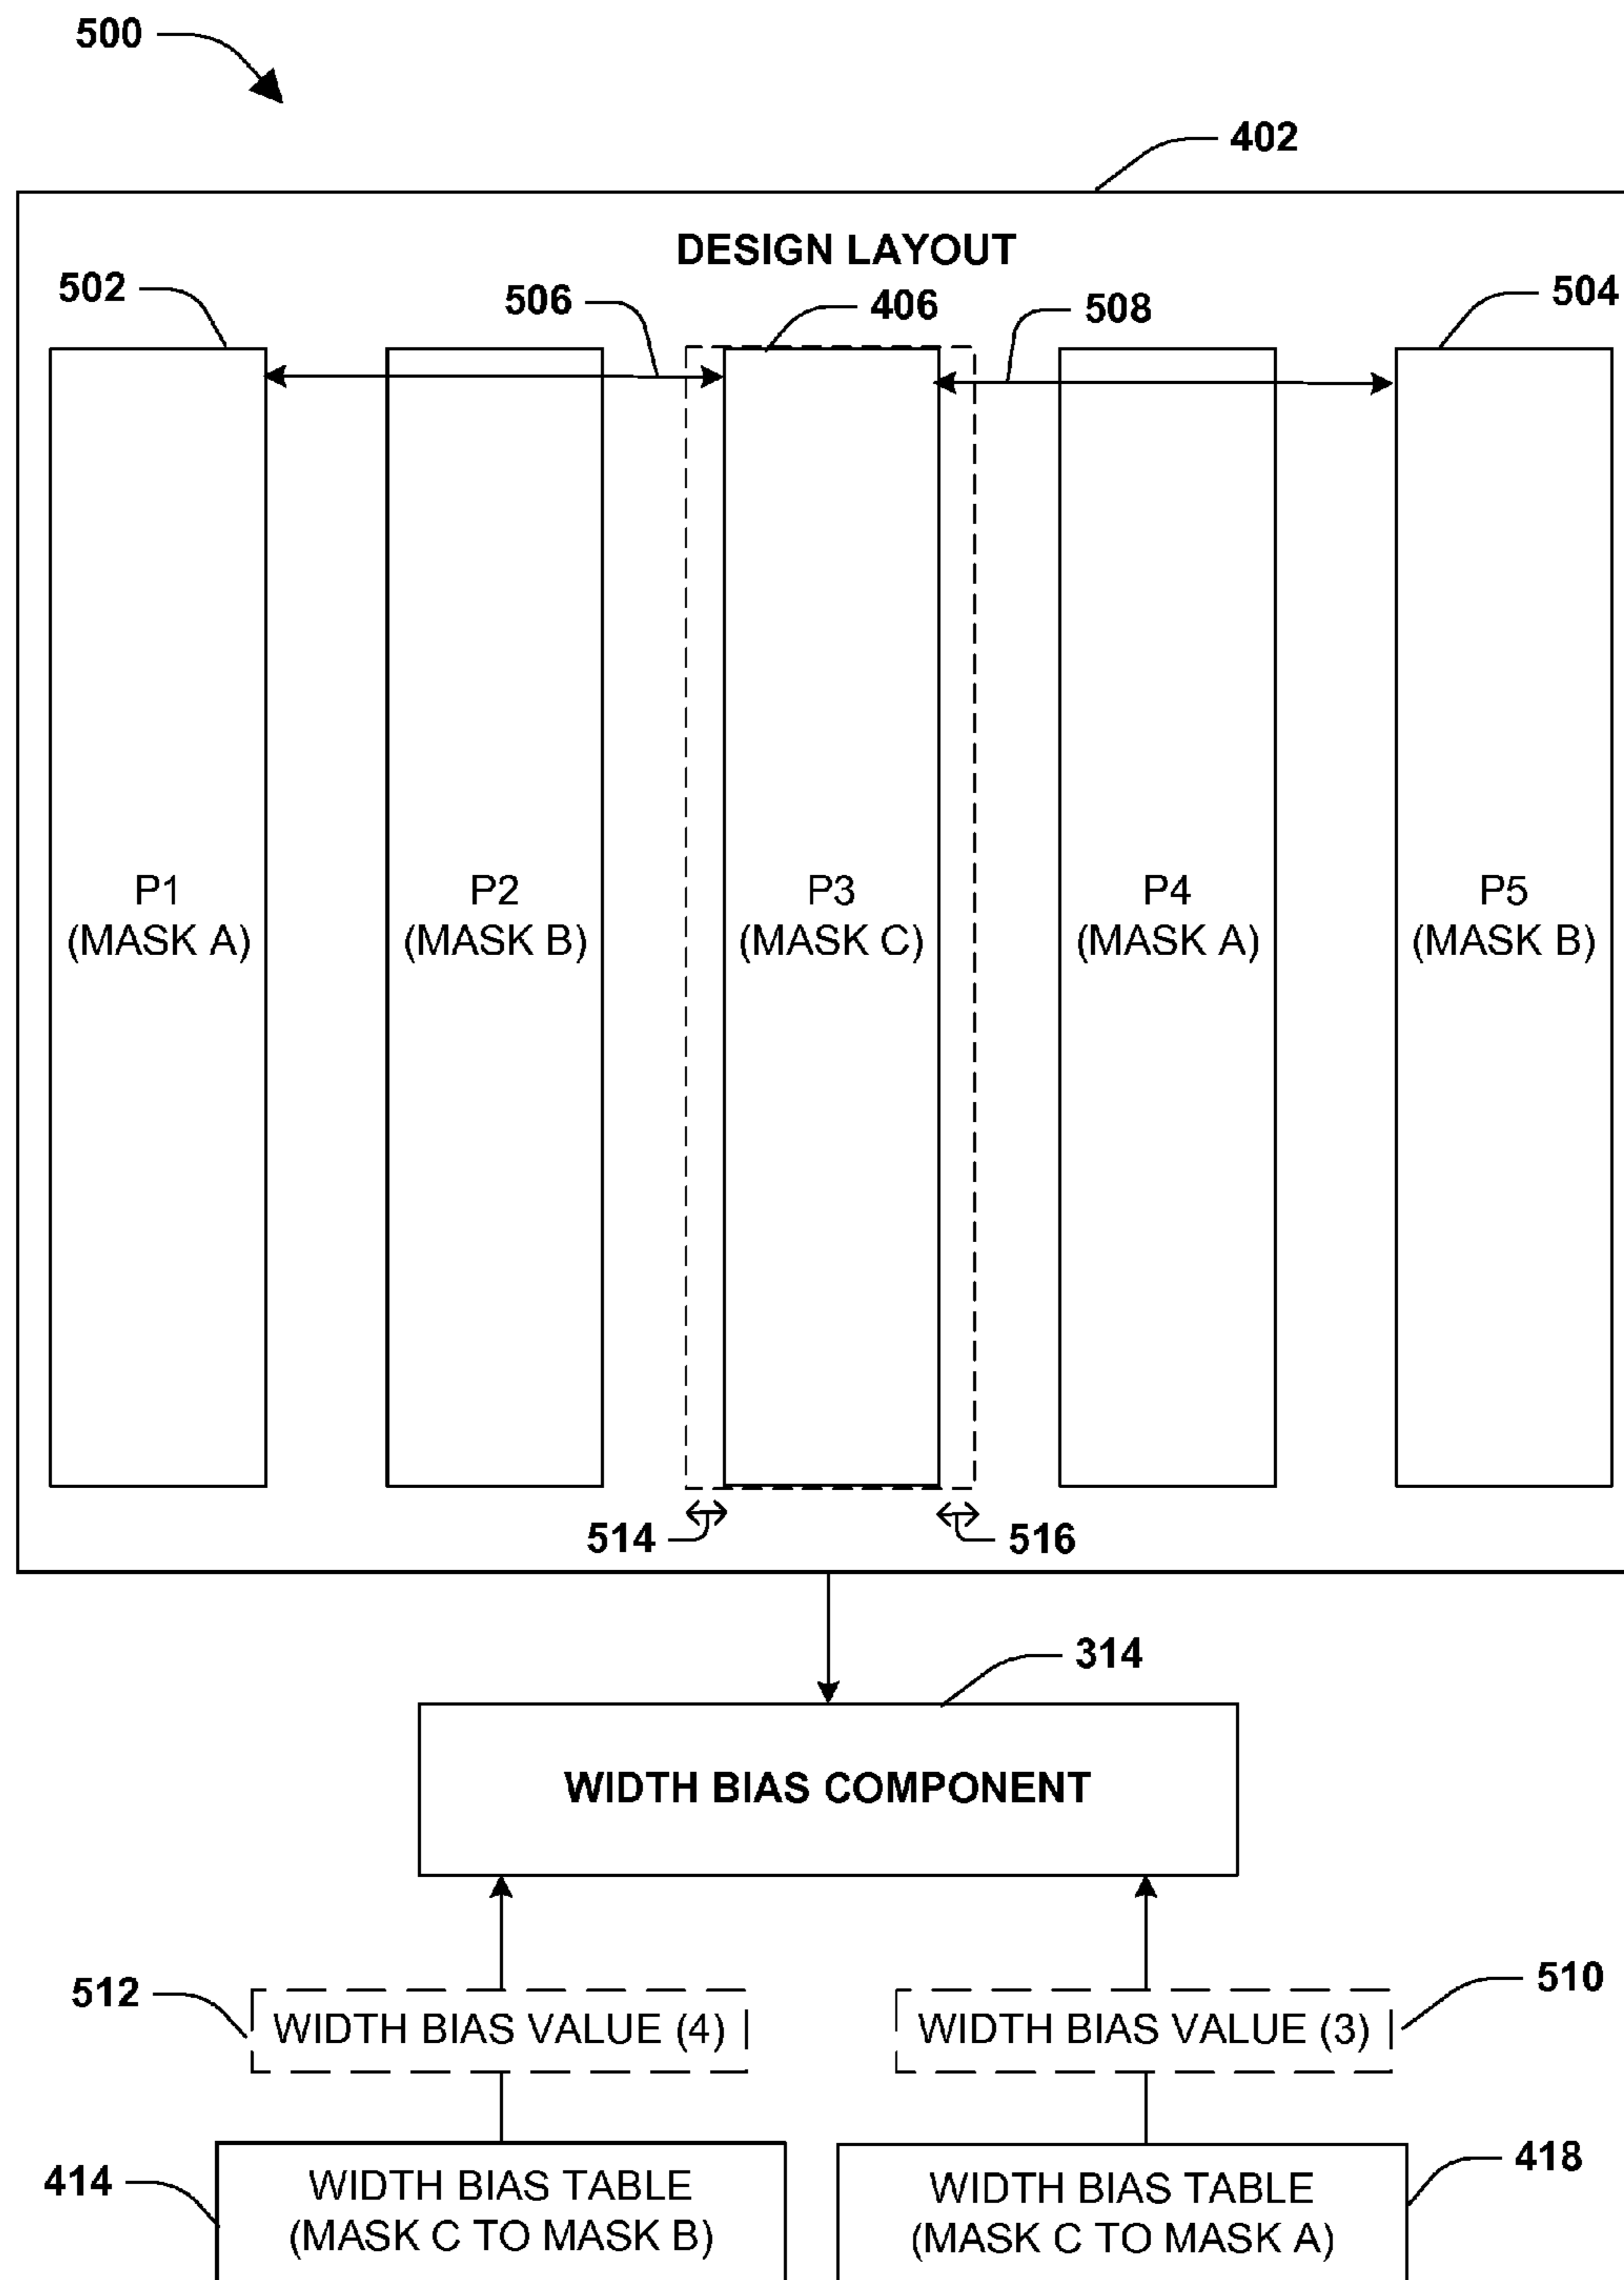 500
402
DESIGN LAYOUT
502
506
406
508
504
P1
(MASK A)
P2
(MASK B)
P3
(MASK C)
P4
(MASK A)
P5
(MASK B)
514
516
314
WIDTH BIAS COMPONENT
512
WIDTH BIAS VALUE (4)
WIDTH BIAS VALUE (3)
510
414
WIDTH BIAS TABLE
(MASK C TO MASK B)
WIDTH BIAS TABLE
(MASK C TO MASK A)
418